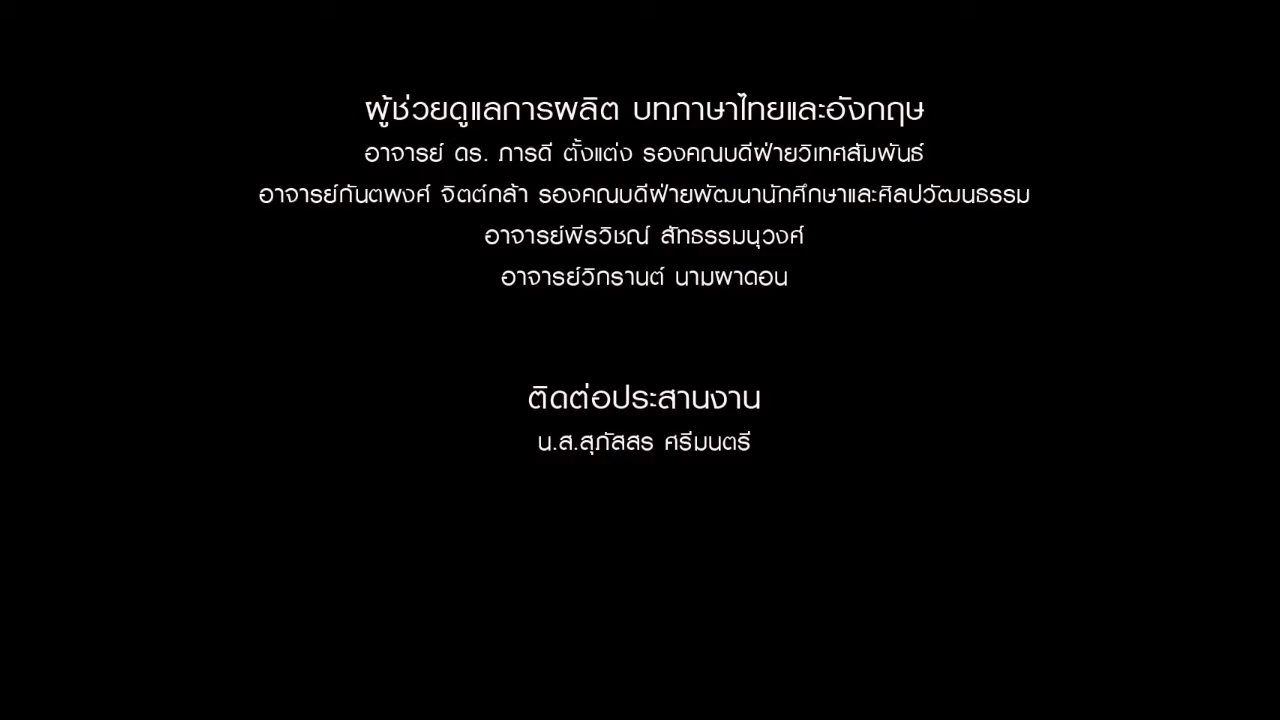 ผู้ช่วยดูแลการผลิต บทภาษาไทยและอังกฤษ
อาจารย์ ดร. ภารดี ตั้งแต่ง รองคณบดีฝ่ายวิเทศสัมพันธ์
อาจารย์กันตพงศ์ จิตต์กล้า รองคณบดีฝ่ายพัฒนานักศึกษาและศิลปวัฒนธรรม
อาจารย์พีรวิชญ์ สัทธรรมนุวงศ์
อาจารย์วิกรานต์ นามผาดอน
ติดต่อประสานงาน
น.ส.สุภัสสร ศรีมนตรี